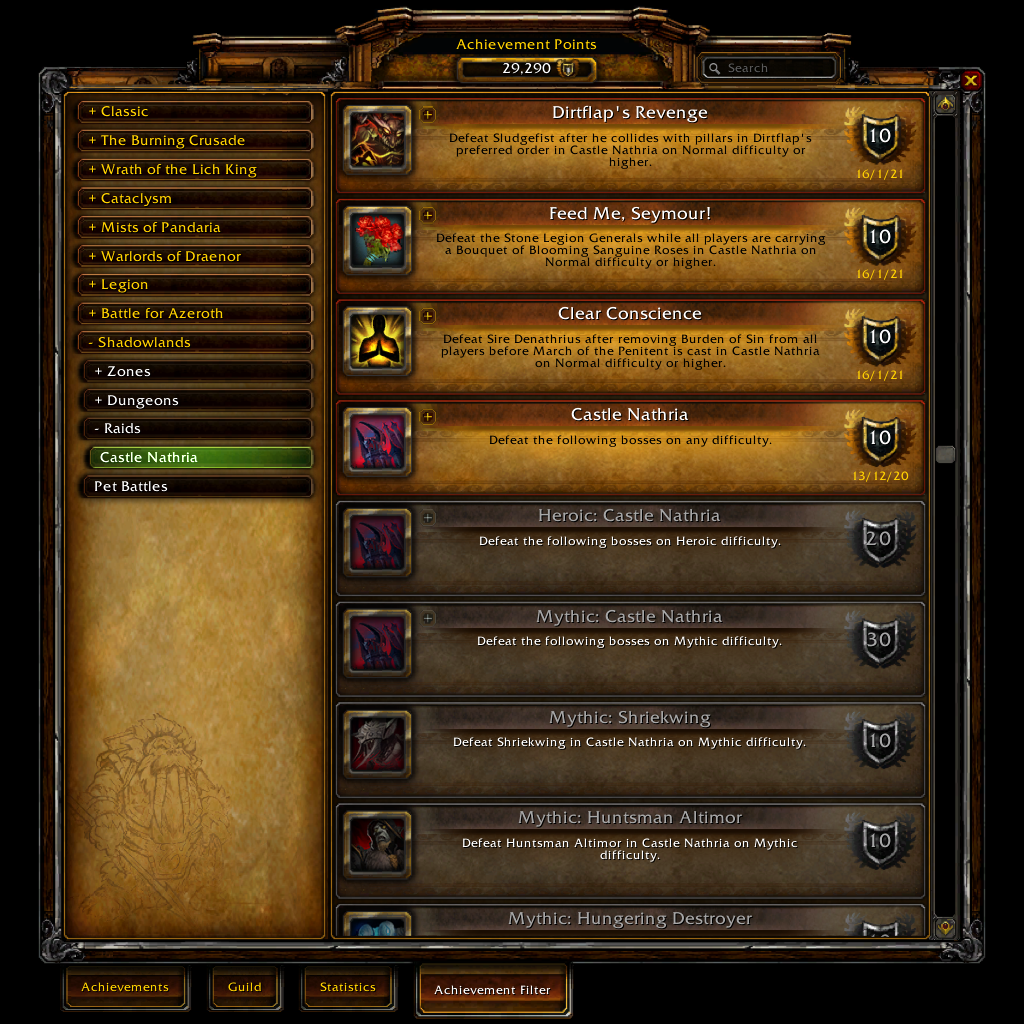 Achievement Points
29,290
Search
+ Classic
+ The Burning Crusade
+ Wrath of the Lich King
+ Cataclysm
+ Mists of Pandaria
+ Warlords of Draenor
+ Legion
+ Battle for Azeroth
- Shadowlands
+ Zones
+ Dungeons
- Raids
Castle Nathria
Pet Battles
Dirtflap's Revenge
Defeat Sludgefist after he collides with pillars in Dirtflap's
preferred order in Castle Nathria on Normal difficulty or
higher.
10
16/1/21
Feed Me, Seymour!
Defeat the Stone Legion Generals while all players are carrying
a Bouquet of Blooming Sanguine Roses in Castle Nathria on
Normal difficulty or higher.
10
16/1/21
Clear Conscience
Defeat Sire Denathrius after removing Burden of Sin from all
players before March of the Penitent is cast in Castle Nathria
on Normal difficulty or higher.
10
16/1/21
Castle Nathria
Defeat the following bosses on any difficulty.
10
13/12/20
Heroic: Castle Nathria
Defeat the following bosses on Heroic difficulty.
20
Mythic: Castle Nathria
Defeat the following bosses on Mythic difficulty.
30
Mythic: Shriekwing
Defeat Shriekwing in Castle Nathria on Mythic difficulty.
10
Mythic: Huntsman Altimor
Defeat Huntsman Altimor in Castle Nathria on Mythic
difficulty.
10
Mythic: Hungering Destroyer
Achievements
Guild
Statistics
Achievement Filter